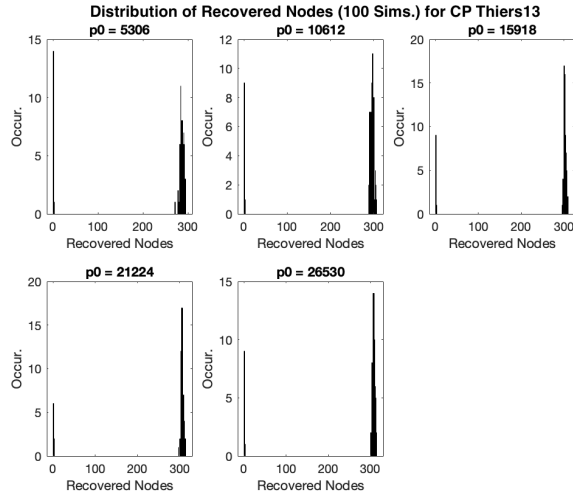 Distribution of Recovered Nodes (100 Sims.) for CP Thiers13
p0 = 5306
15
10
5
0
Occur.
0 100 200 300
Recovered Nodes
p0 = 10612
12
10
8
6
4
2
0
Occur.
0 100 200 300
Recovered Nodes
p0 = 15918
20
15
10
5
0
Occur.
0 100 200 300
Recovered Nodes
p0 = 21224
20
15
10
5
0
Occur.
0 100 200 300
Recovered Nodes
p0 = 26530
15
10
5
0
Occur.
0 100 200 300
Recovered Nodes